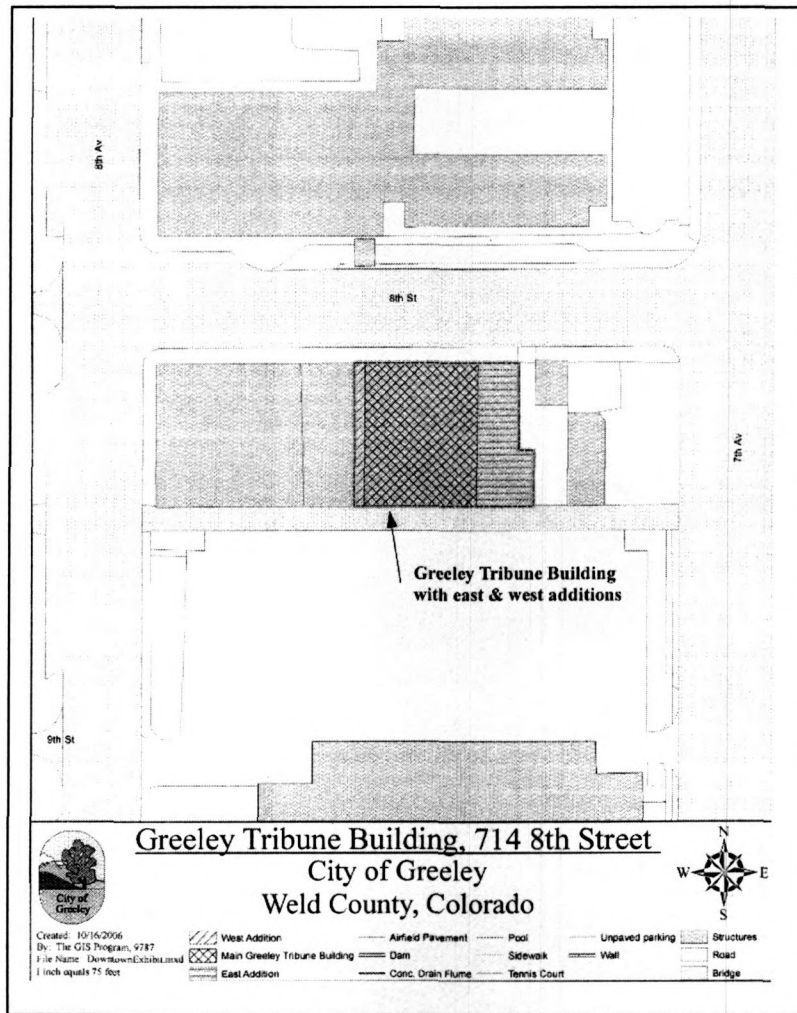 8th Av
8th St
7th Av
Greeley Tribune Building
with east & west additions
9th St
Greeley Tribune Building, 714 8th Street
City of Greeley
Weld County, Colorado
City of
Greeley
N
W E
S
Created: 10/16/2006
By: The GIS Program, 9787
File Name: DowntownExhibit.mxd
1 inch equals 75 feet
West Addition
Main Greeley Tribune Building
East Addition
Airfield Pavement
Dam
Conc. Drain Flume
Pool
Sidewalk
Tennis Court
Unpaved parking
Wall
Structures
Road
Bridge